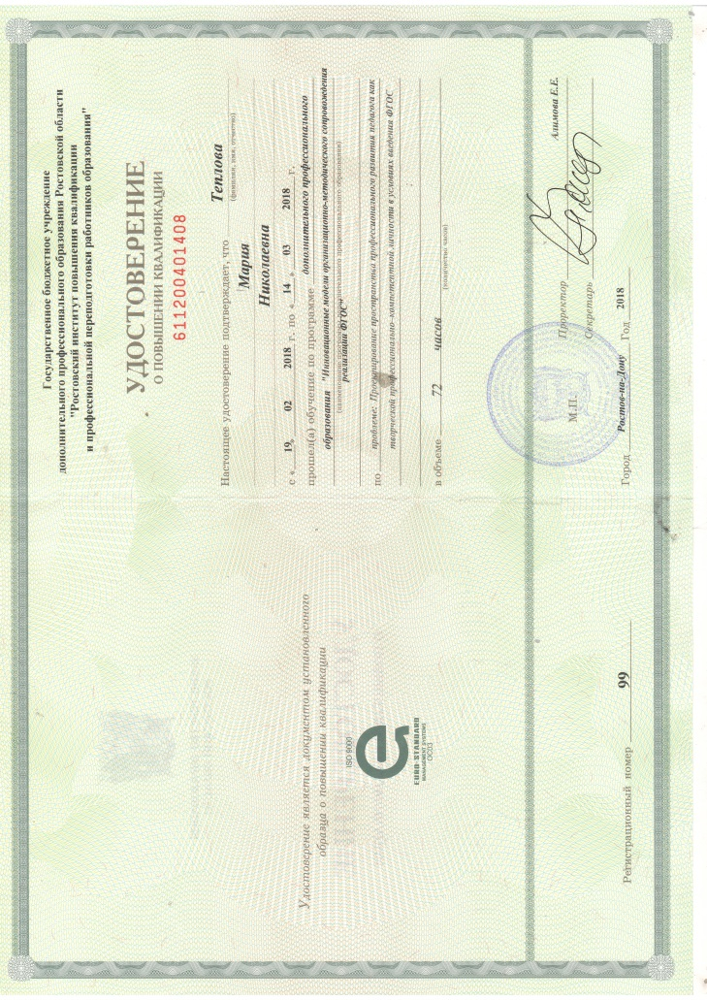 Удостоверение является документом установленного
образца о повышении квалификации
ISO 9000
EURO-STANDARD
MANAGEMENT SYSTEMS
ОС03
Регистрационный номер 99
Государственное бюджетное учреждение
дополнительного профессионального образования Ростовской области
"Ростовский институт повышения квалификации
и профессиональной переподготовки работников образования"
УДОСТОВЕРЕНИЕ
О ПОВЫШЕНИИ КВАЛИФИКАЦИИ
611200401408
Настоящее удостоверение подтверждает, что Теплова
(фамилия, имя, отчество)
Мария
Николаевна
с « 19 » 02 2018 г. по « 14 » 03 2018 г.
прошел(а) обучение по программе дополнительного профессионального
образования "Инновационные модели организационно-методического сопровождения
реализации ФГОС"
по проблеме: Проектирование пространства профессионального развития педагога как
творческой профессионально-компетентной личности в условиях введения ФГОС
в объеме 72 часов
(количество часов)
Проректор Алимова Е.Е.
М.П.
Секретарь
Город Ростов-на-Дону Год 2018